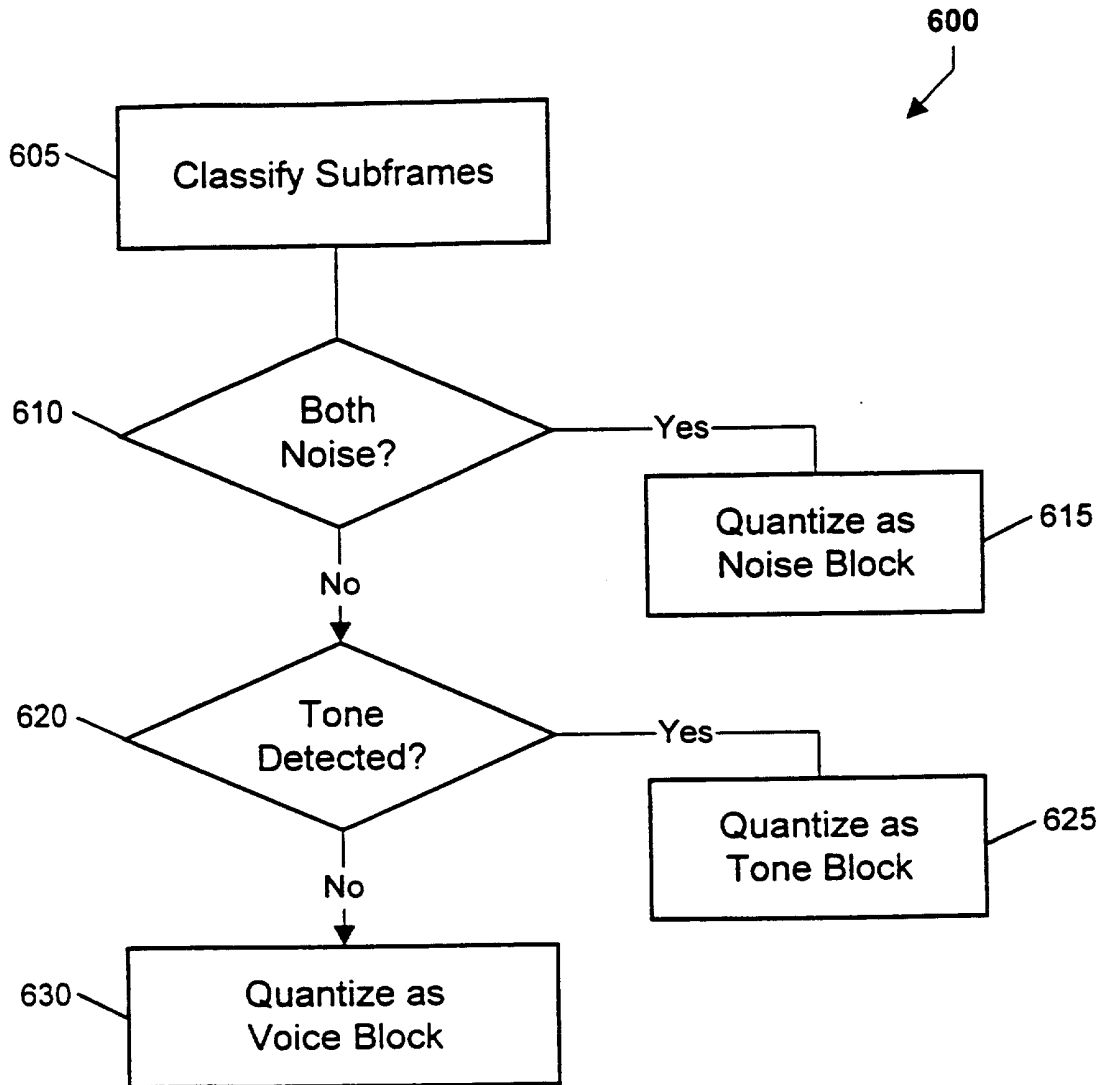 600
605
Classify Subframes
610
Both
Noise?
Yes
Quantize as
Noise Block
615
No
620
Tone
Detected?
Yes
Quantize as
Tone Block
625
No
630
Quantize as
Voice Block